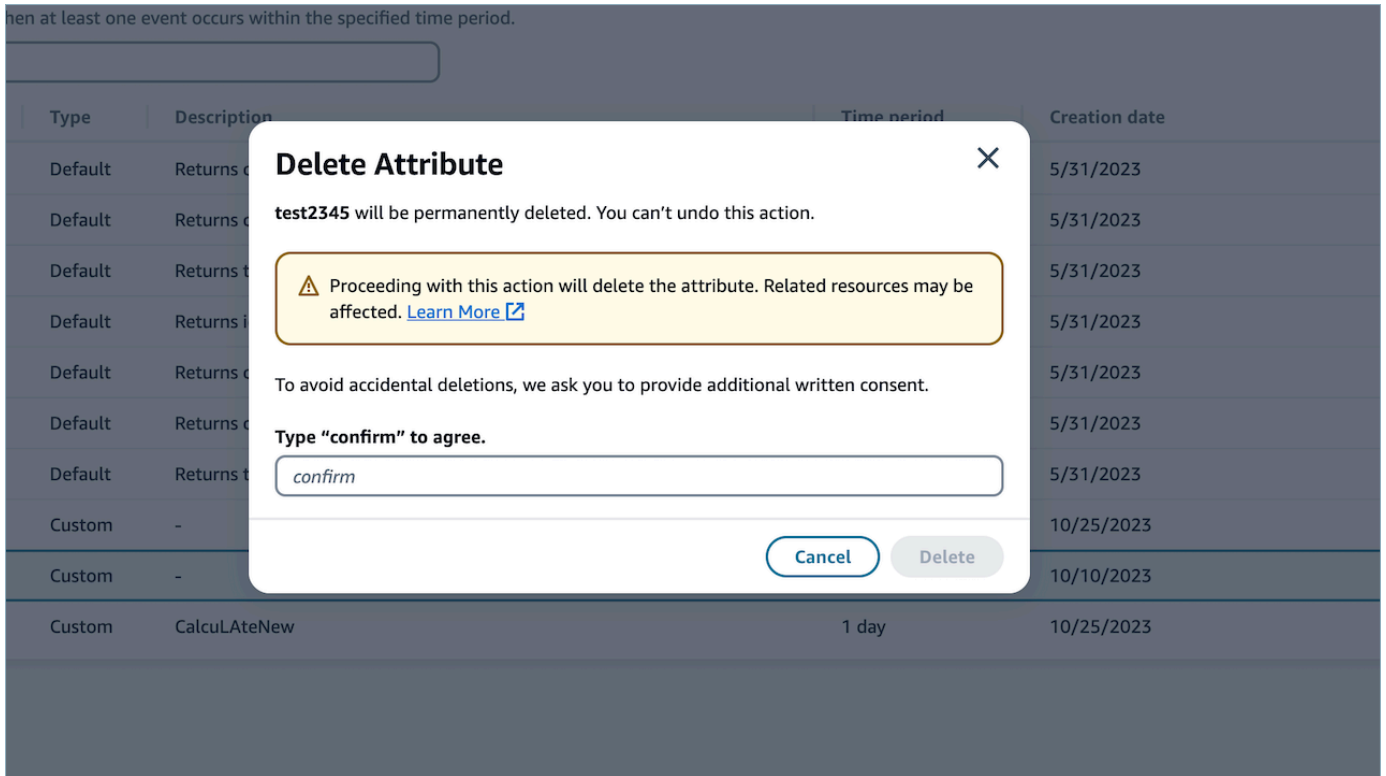 hen at least one event occurs within the specified time period.
Type Description Time period Creation date
Default Returns 5/31/2023
Default Returns 5/31/2023
Default Returns 5/31/2023
Default Returns 5/31/2023
Default Returns 5/31/2023
Default Returns 5/31/2023
Default Returns 5/31/2023
Custom - 10/25/2023
Custom - 10/10/2023
Custom CalcuLAteNew 1 day 10/25/2023
Delete Attribute
test2345 will be permanently deleted. You can’t undo this action.
Proceeding with this action will delete the attribute. Related resources may be
affected. Learn More
To avoid accidental deletions, we ask you to provide additional written consent.
Type “confirm” to agree.
confirm
Cancel Delete